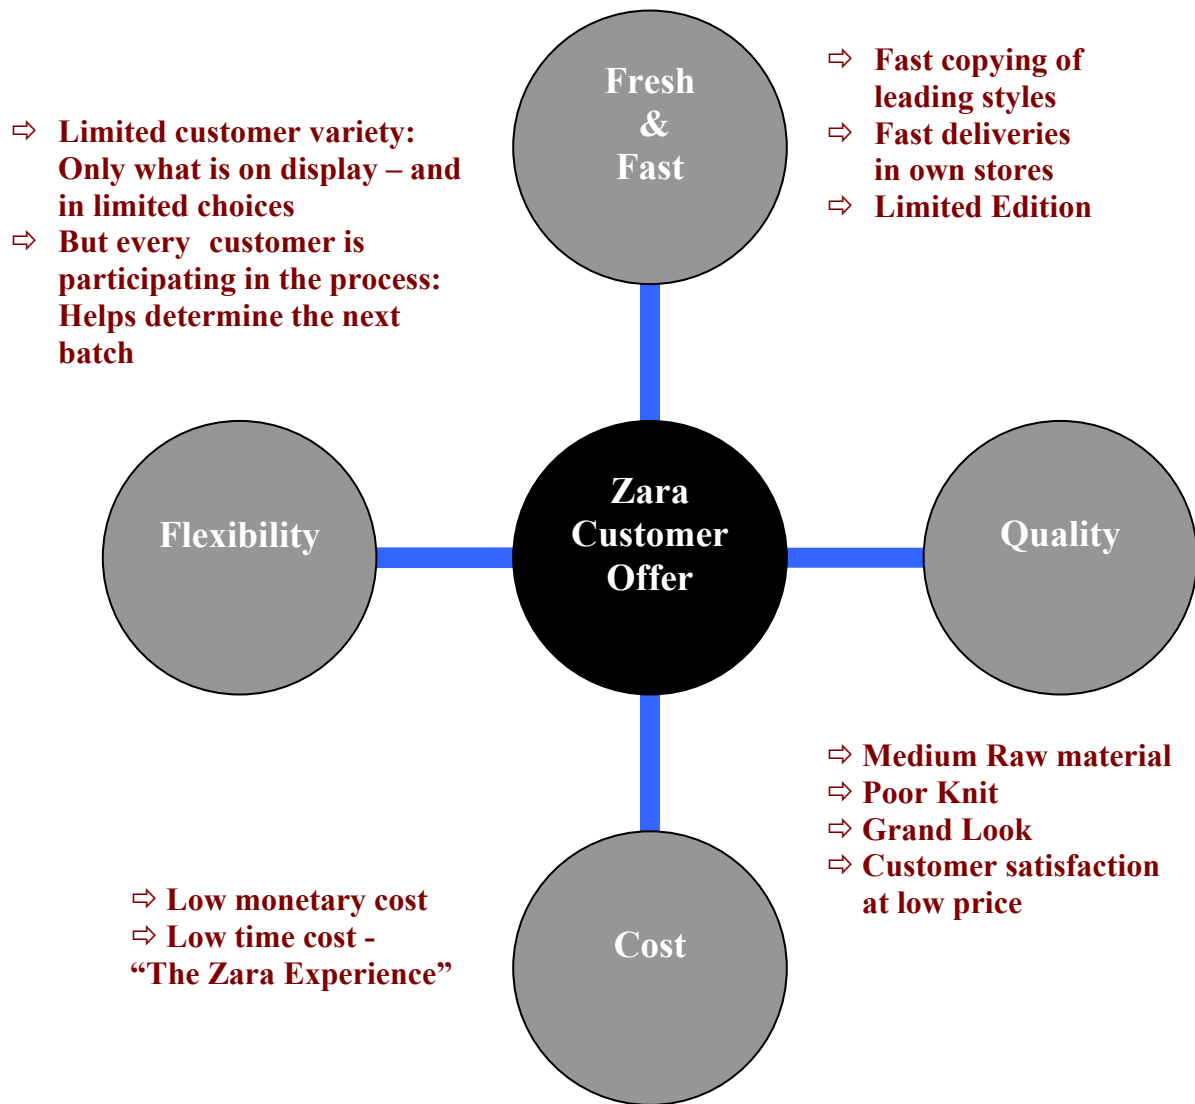 Fresh
&
Fast
⇨ Fast copying of
leading styles
⇨ Fast deliveries
in own stores
⇨ Limited Edition
⇨ Limited customer variety:
Only what is on display – and
in limited choices
⇨ But every customer is
participating in the process:
Helps determine the next
batch
Flexibility
Zara
Customer
Offer
Quality
⇨ Medium Raw material
⇨ Poor Knit
⇨ Grand Look
⇨ Customer satisfaction
at low price
⇨ Low monetary cost
⇨ Low time cost -
“The Zara Experience”
Cost